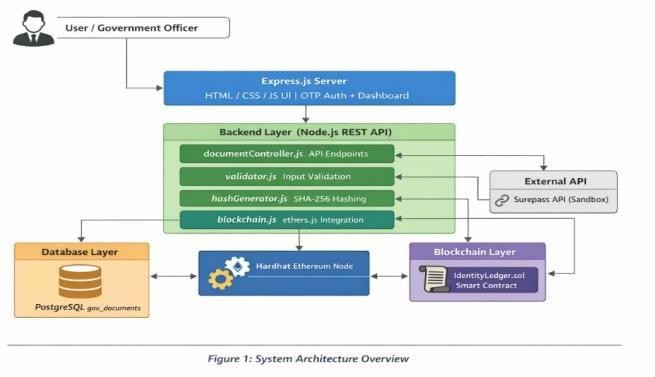 User / Government Officer
Express.js Server
HTML / CSS / JS UI | OTP Auth + Dashboard
Backend Layer (Node.js REST API)
documentController.js API Endpoints
validator.js Input Validation
hashGenerator.js SHA-256 Hashing
blockchain.js ethers.js Integration
External API
Surepass API (Sandbox)
Database Layer
PostgreSQL gov_documents
Hardhat Ethereum Node
Blockchain Layer
IdentityLedger.sol
Smart Contract
Figure 1: System Architecture Overview